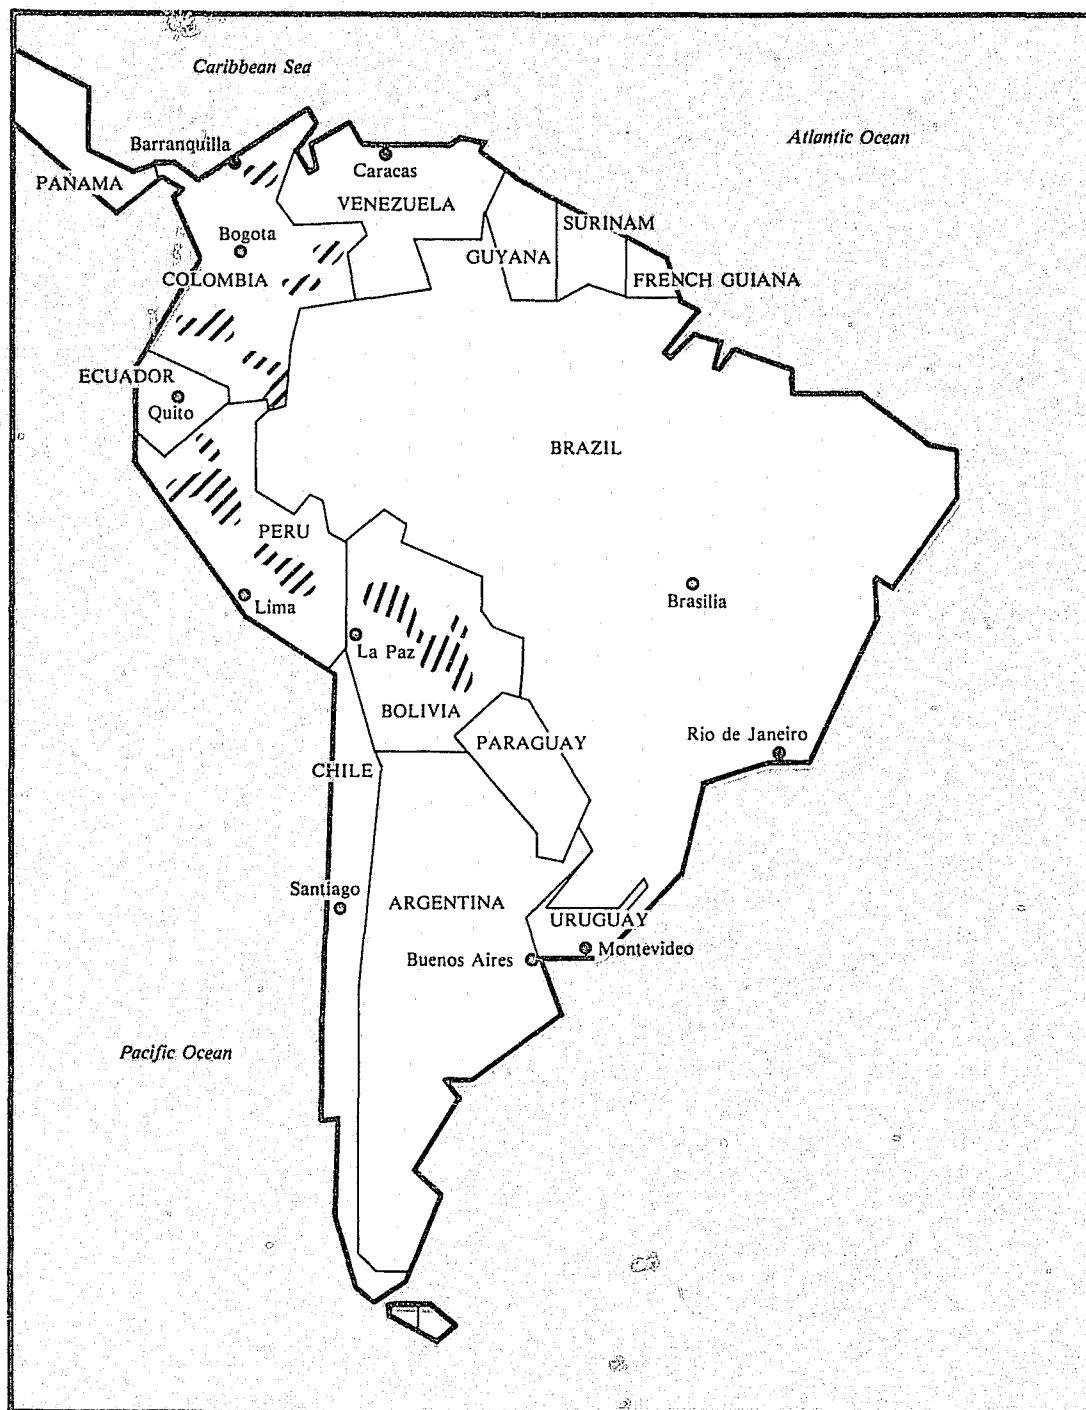 Caribbean Sea
Atlantic Ocean
Barranquilla
Caracas
PANAMA
VENEZUELA
SURINAM
Bogota
GUYANA
COLOMBIA
FRENCH GUIANA
ECUADOR
Quito
BRAZIL
PERU
Brasilia
Lima
La Paz
BOLIVIA
Rio de Janeiro
PARAGUAY
CHILE
Santiago
ARGENTINA
URUGUAY
Montevideo
Buenos Aires
Pacific Ocean